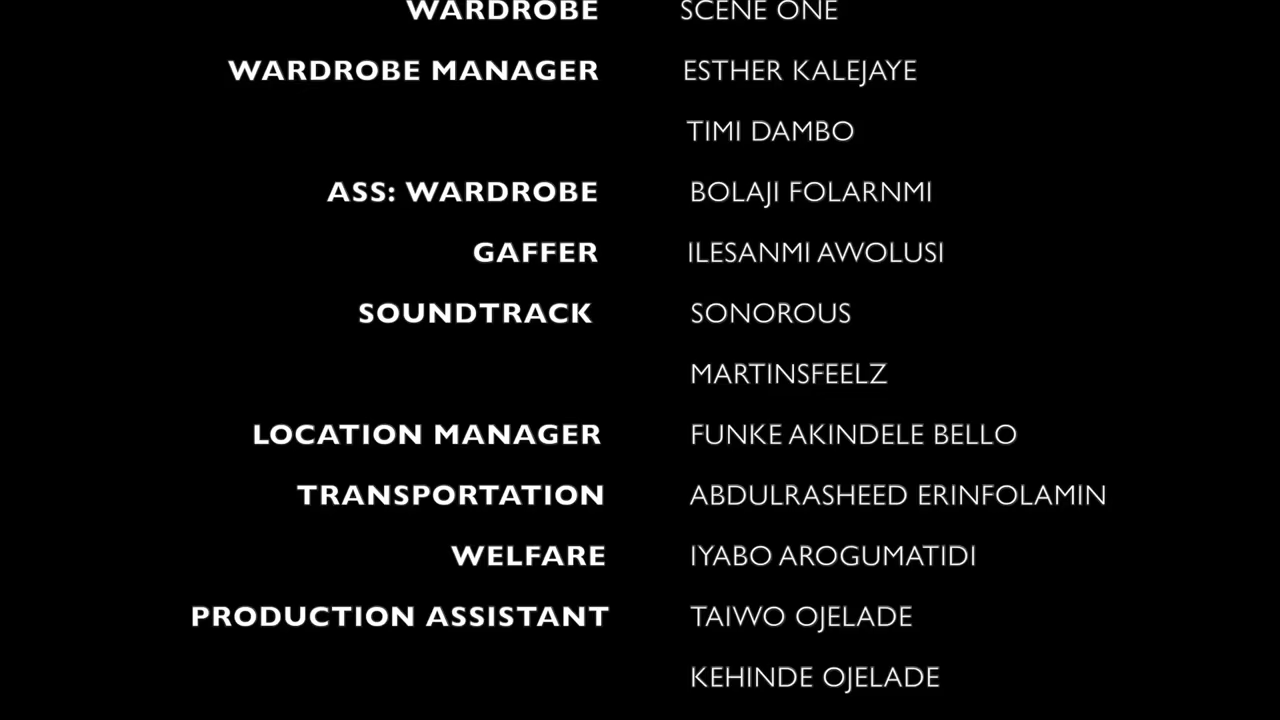 WARDROBE SCENE ONE
WARDROBE MANAGER ESTHER KALEJAYE
TIMI DAMBO
ASS: WARDROBE BOLAJI FOLARNMI
GAFFER ILESANMI AWOLUSI
SOUNDTRACK SONOROUS
MARTINSFEELZ
LOCATION MANAGER FUNKE AKINDELE BELLO
TRANSPORTATION ABDULRASHEED ERINFOLAMIN
WELFARE IYABO AROGUMATIDI
PRODUCTION ASSISTANT TAIWO OJELADE
KEHINDE OJELADE